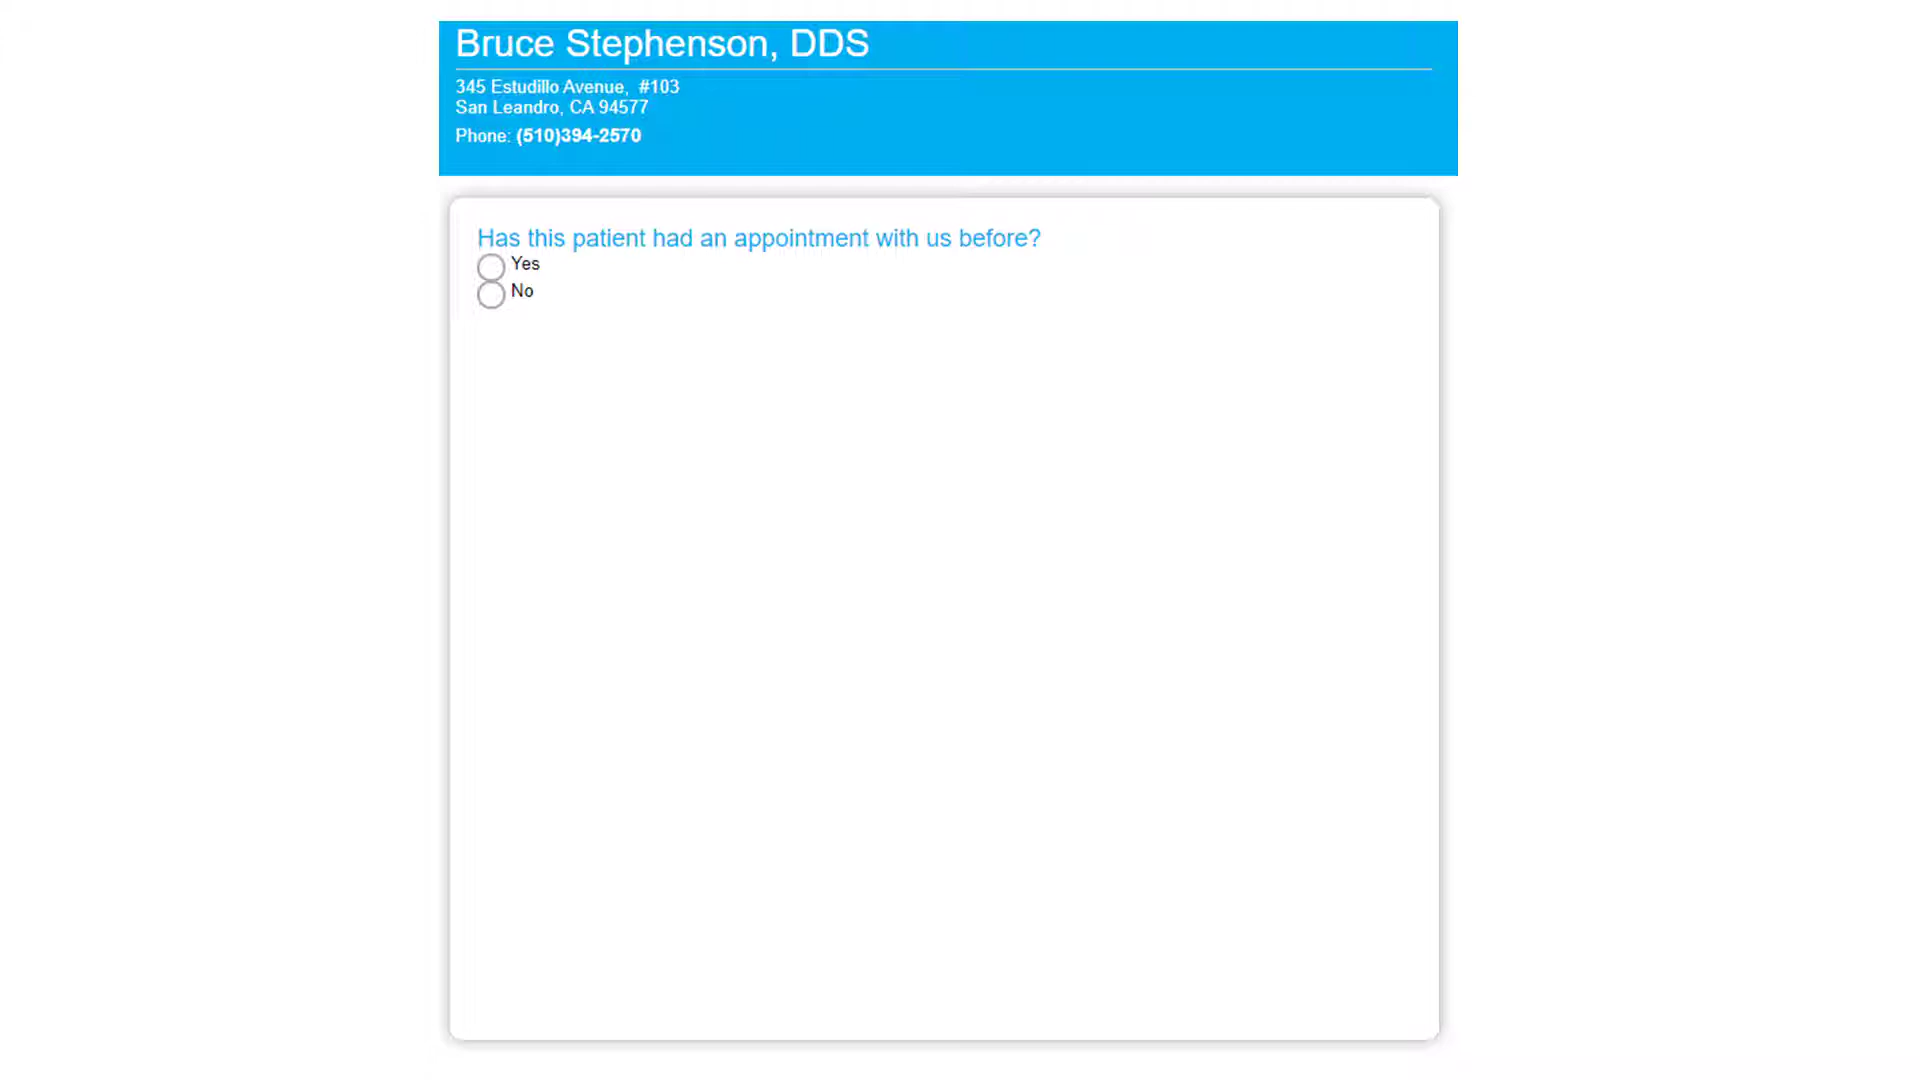 Bruce Stephenson, DDS
345 Estudillo Avenue,  #103
San Leandro, CA 94577
Phone: (510)394-2570
Has this patient had an appointment with us before?
Yes
No